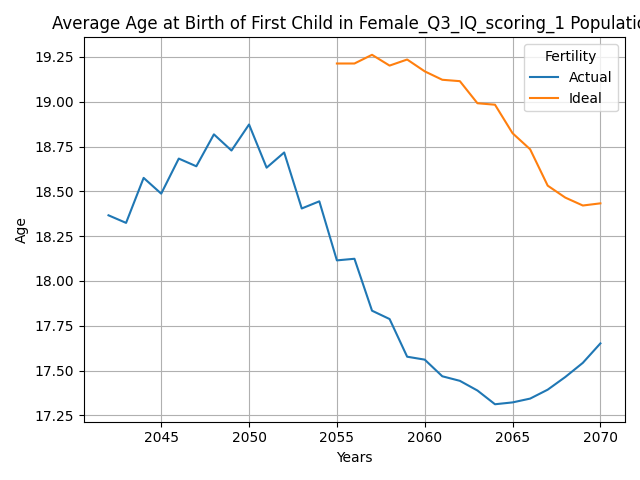 Average Age at Birth of First Child in Female_Q3_IQ_scoring_1 Populatio
Fertility
Actual
Ideal
19.25
19.00
18.75
18.50
18.25
18.00
17.75
17.50
17.25
Age
2045 2050 2055 2060 2065 2070
Years